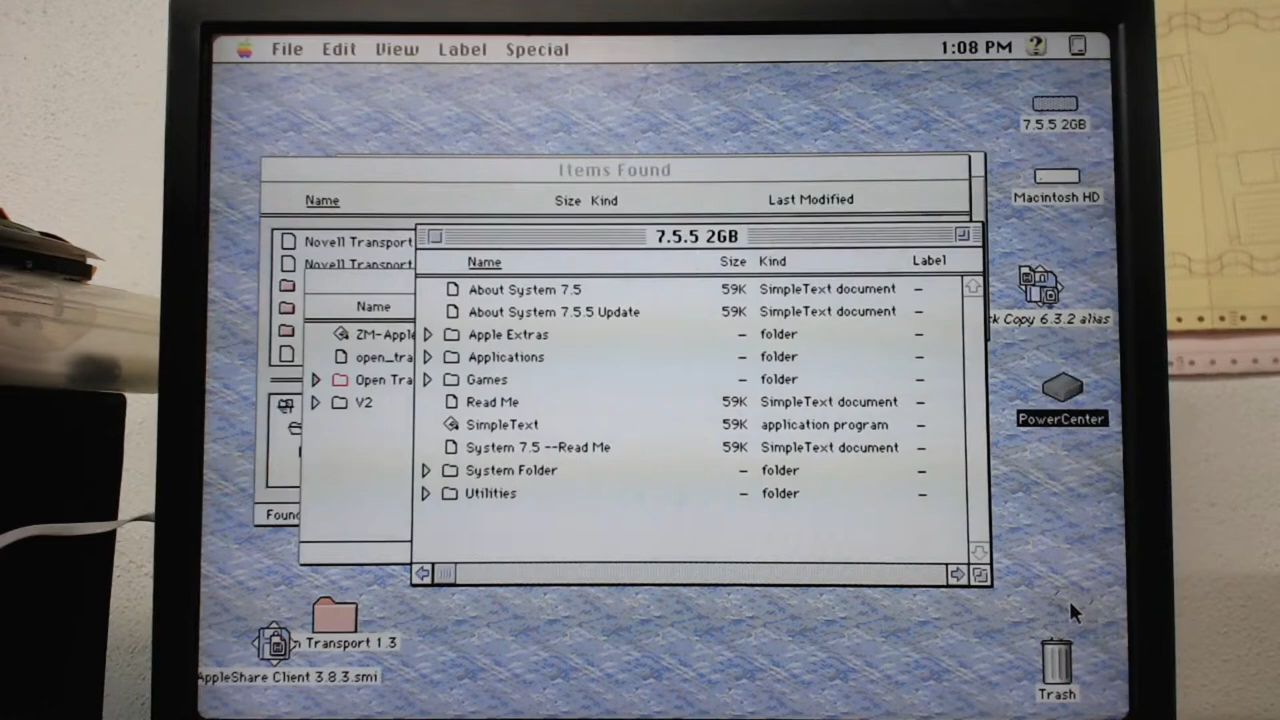 File Edit View Label Special 1:08 PM
7.5.5 2GB
Items Found
Name Size Kind Last Modified
Macintosh HD
Novell Transport
Novell Transport
7.5.5 2GB
Name Size Kind Label
About System 7.5 59K SimpleText document –
About System 7.5.5 Update 59K SimpleText document –
Apple Extras – folder –
Applications – folder –
Games – folder –
Read Me 59K SimpleText document –
SimpleText 59K application program –
System 7.5 --Read Me 59K SimpleText document –
System Folder – folder –
Utilities – folder –
Name
ZM-Apple
open_tra
Open Tra
V2
Found
k Copy 6.3.2 alias
PowerCenter
Transport 1.3
AppleShare Client 3.8.3.smi
Trash